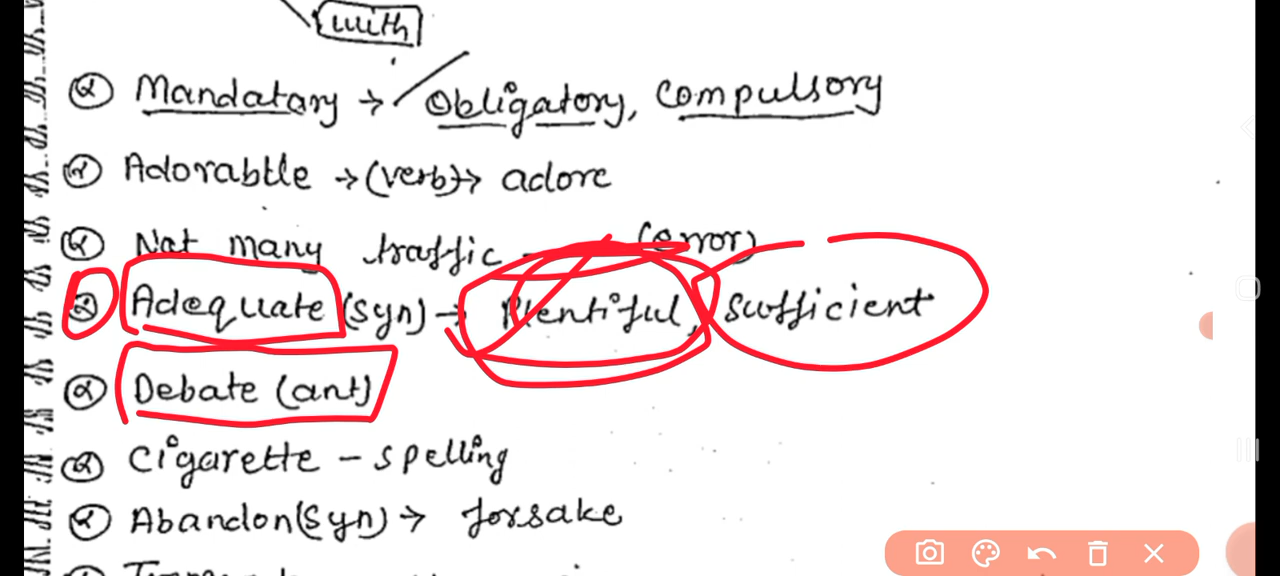 with
Mandatary → Obligatory, Compulsory
Adorabtle → (verb) → adore
Not many traffic - (error)
Adequate (Syn) → Plentiful, Sufficient
Debate (ant)
Cigarette - spelling
Abandon (Syn) → forsake